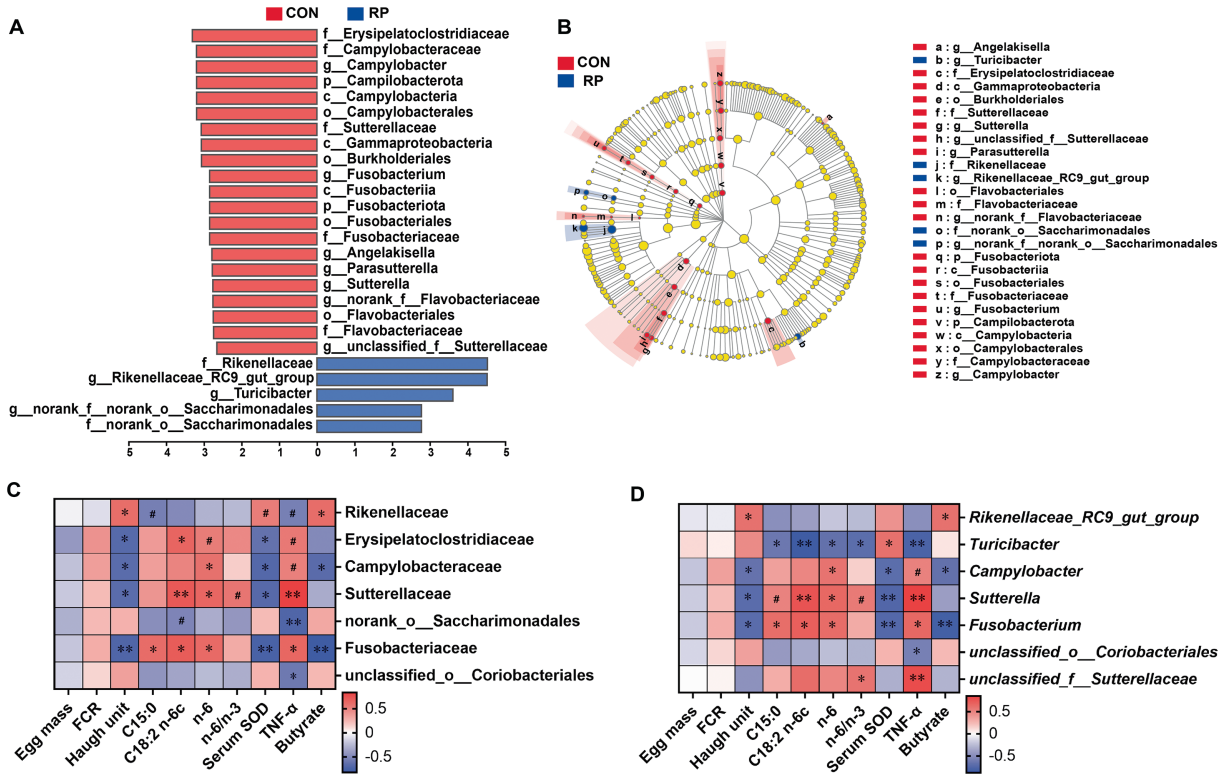 A
CON RP
f__Erysipelatoclostridiaceae
f__Campylobacteraceae
g__Campylobacter
p__Campilobacterota
c__Campylobacteria
o__Campylobacterales
f__Sutterellaceae
c__Gammaproteobacteria
o__Burkholderiales
g__Fusobacterium
c__Fusobacteriia
p__Fusobacteriota
o__Fusobacteriales
f__Fusobacteriaceae
g__Angelakisella
g__Parasutterella
g__Sutterella
g__norank_f__Flavobacteriaceae
o__Flavobacteriales
f__Flavobacteriaceae
g__unclassified_f__Sutterellaceae
f__Rikenellaceae
g__Rikenellaceae_RC9_gut_group
g__Turicibacter
g__norank_f__norank_o__Saccharimonadales
f__norank_o__Saccharimonadales
5 4 3 2 1 0 1 2 3 4 5
B
CON
RP
z
y
x
w
v
u t s r q
p o
n m l
k j
p
e
f
g
c
b
a
a : g__Angelakisella
b : g__Turicibacter
c : f__Erysipelatoclostridiaceae
d : c__Gammaproteobacteria
e : o__Burkholderiales
f : f__Sutterellaceae
g : g__Sutterella
h : g__unclassified_f__Sutterellaceae
i : g__Parasutterella
j : f__Rikenellaceae
k : g__Rikenellaceae_RC9_gut_group
l : o__Flavobacteriales
m : f__Flavobacteriaceae
n : g__norank_f__Flavobacteriaceae
o : f__norank_o__Saccharimonadales
p : g__norank_f__norank_o__Saccharimonadales
q : p__Fusobacteriota
r : c__Fusobacteriia
s : o__Fusobacteriales
t : f__Fusobacteriaceae
u : g__Fusobacterium
v : p__Campilobacterota
w : c__Campylobacteria
x : o__Campylobacterales
y : f__Campylobacteraceae
z : g__Campylobacter
C
* # # # * Rikenellaceae
* * # * # Erysipelatoclostridiaceae
* * * # * Campylobacteraceae
* ** * # * ** Sutterellaceae
# ** norank_o__Saccharimonadales
** * * * ** * ** Fusobacteriaceae
* unclassified_o__Coriobacteriales
Egg mass
FCR
Haugh unit
C15:0
C18:2 n-6c
n-6
n-6/n-3
Serum SOD
TNF-α
Butyrate
0.5
0
-0.5
D
* * Rikenellaceae_RC9_gut_group
* ** * * * ** Turicibacter
* * * # * Campylobacter
* # ** * # ** ** Sutterella
* * * * ** * ** Fusobacterium
* unclassified_o__Coriobacteriales
* ** unclassified_f__Sutterellaceae
Egg mass
FCR
Haugh unit
C15:0
C18:2 n-6c
n-6
n-6/n-3
Serum SOD
TNF-α
Butyrate
0.5
0
-0.5